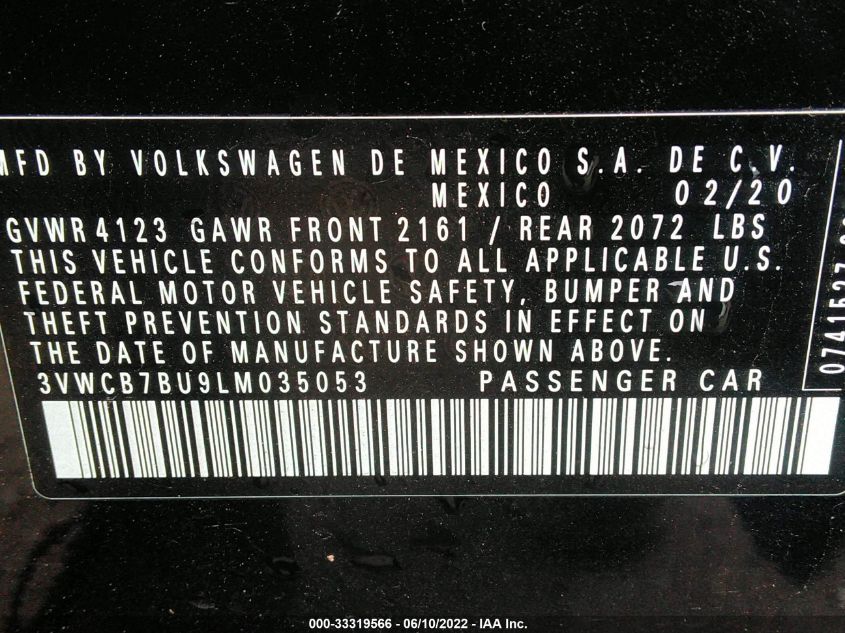 MFD BY VOLKSWAGEN DE MEXICO S.A. DE C.V.
MEXICO 02/20
GVWR 4123 GAWR FRONT 2161 / REAR 2072 LBS
THIS VEHICLE CONFORMS TO ALL APPLICABLE U.S.
FEDERAL MOTOR VEHICLE SAFETY, BUMPER AND
THEFT PREVENTION STANDARDS IN EFFECT ON
THE DATE OF MANUFACTURE SHOWN ABOVE.
3VWCB7BU9LM035053 PASSENGER CAR
000-33319566 - 06/10/2022 - IAA Inc.